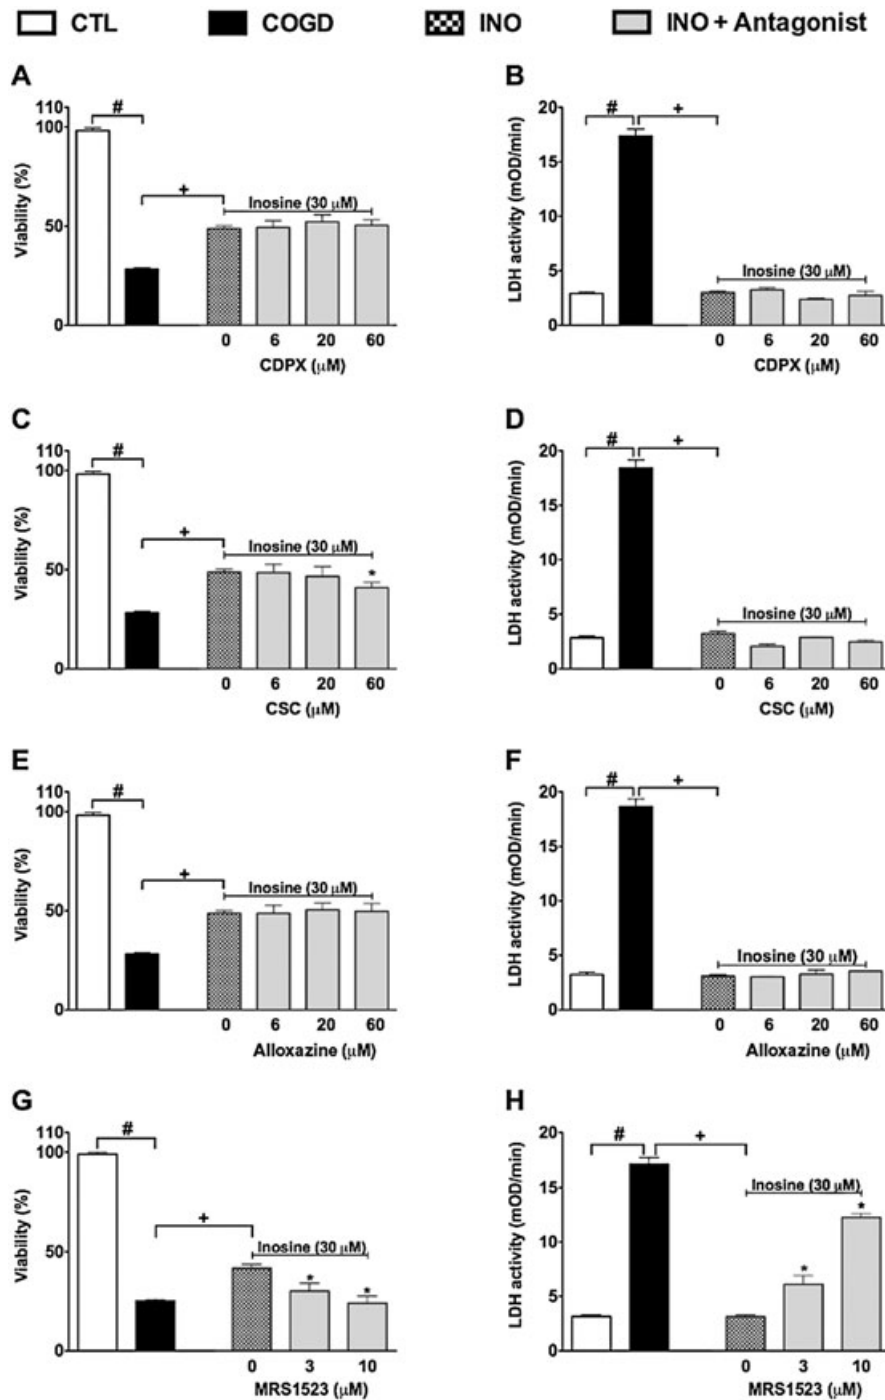 CTL COGD INO INO + Antagonist
A B
110 # 20 # +
100
Viability (%) + LDH activity (mOD/min) 15
Inosine (30 μM) 10
50 5 Inosine (30 μM)
0 0
0 6 20 60 0 6 20 60
CDPX (μM) CDPX (μM)
C D
110 # 20 # +
100
Viability (%) + LDH activity (mOD/min) 15
Inosine (30 μM) 10
50 * 5 Inosine (30 μM)
0 0
0 6 20 60 0 6 20 60
CSC (μM) CSC (μM)
E F
110 # 20 # +
100
Viability (%) + LDH activity (mOD/min) 15
Inosine (30 μM) 10
50 5 Inosine (30 μM)
0 0
0 6 20 60 0 6 20 60
Alloxazine (μM) Alloxazine (μM)
G H
110 # 20 # +
100
Viability (%) + LDH activity (mOD/min) 15 Inosine (30 μM)
Inosine (30 μM) 10 *
50 * * 5 *
0 0
0 3 10 0 3 10
MRS1523 (μM) MRS1523 (μM)